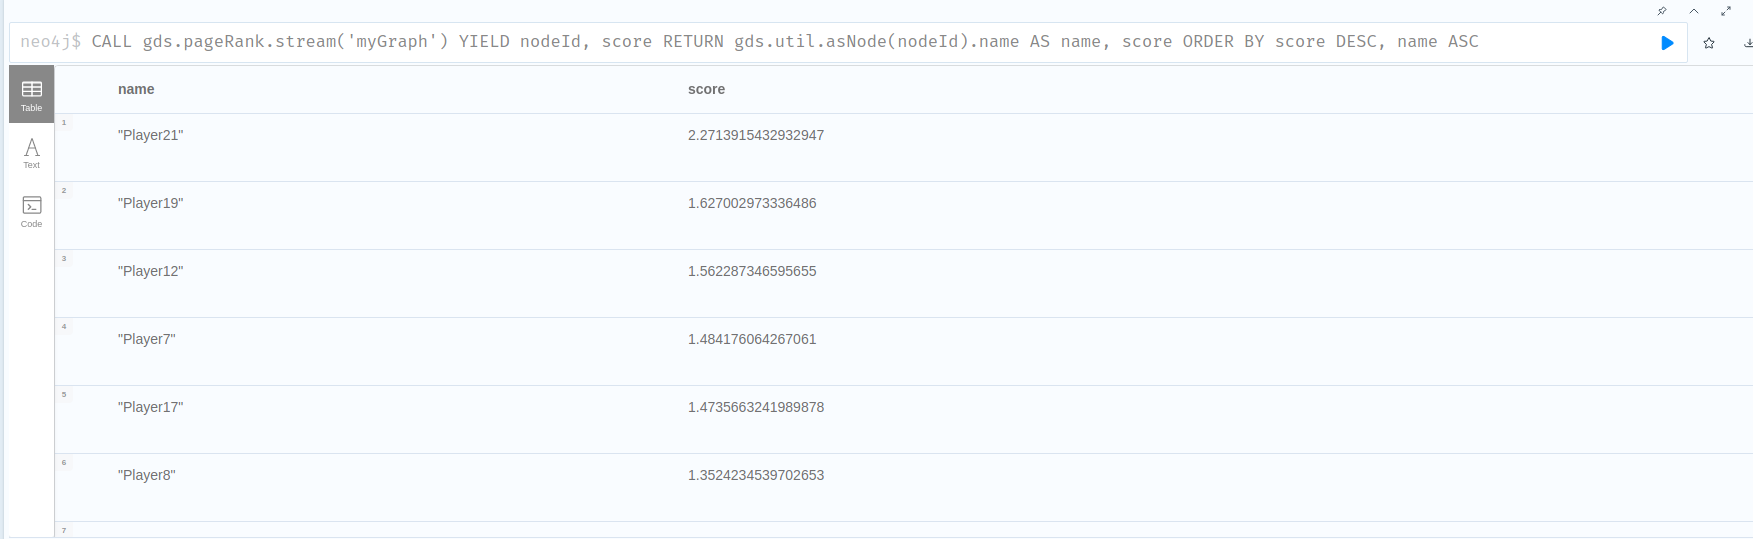 neo4j$ CALL gds.pageRank.stream('myGraph') YIELD nodeId, score RETURN gds.util.asNode(nodeId).name AS name, score ORDER BY score DESC, name ASC
Table
Text
Code
name score
1 "Player21" 2.2713915432932947
2 "Player19" 1.627002973336486
3 "Player12" 1.562287346595655
4 "Player7" 1.484176064267061
5 "Player17" 1.4735663241989878
6 "Player8" 1.3524234539702653
7